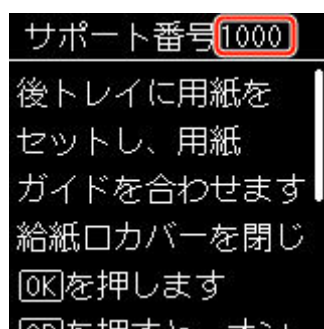 サポート番号1000
後トレイに用紙を
セットし、用紙
ガイドを合わせます
給紙口カバーを閉じ
OKを押します